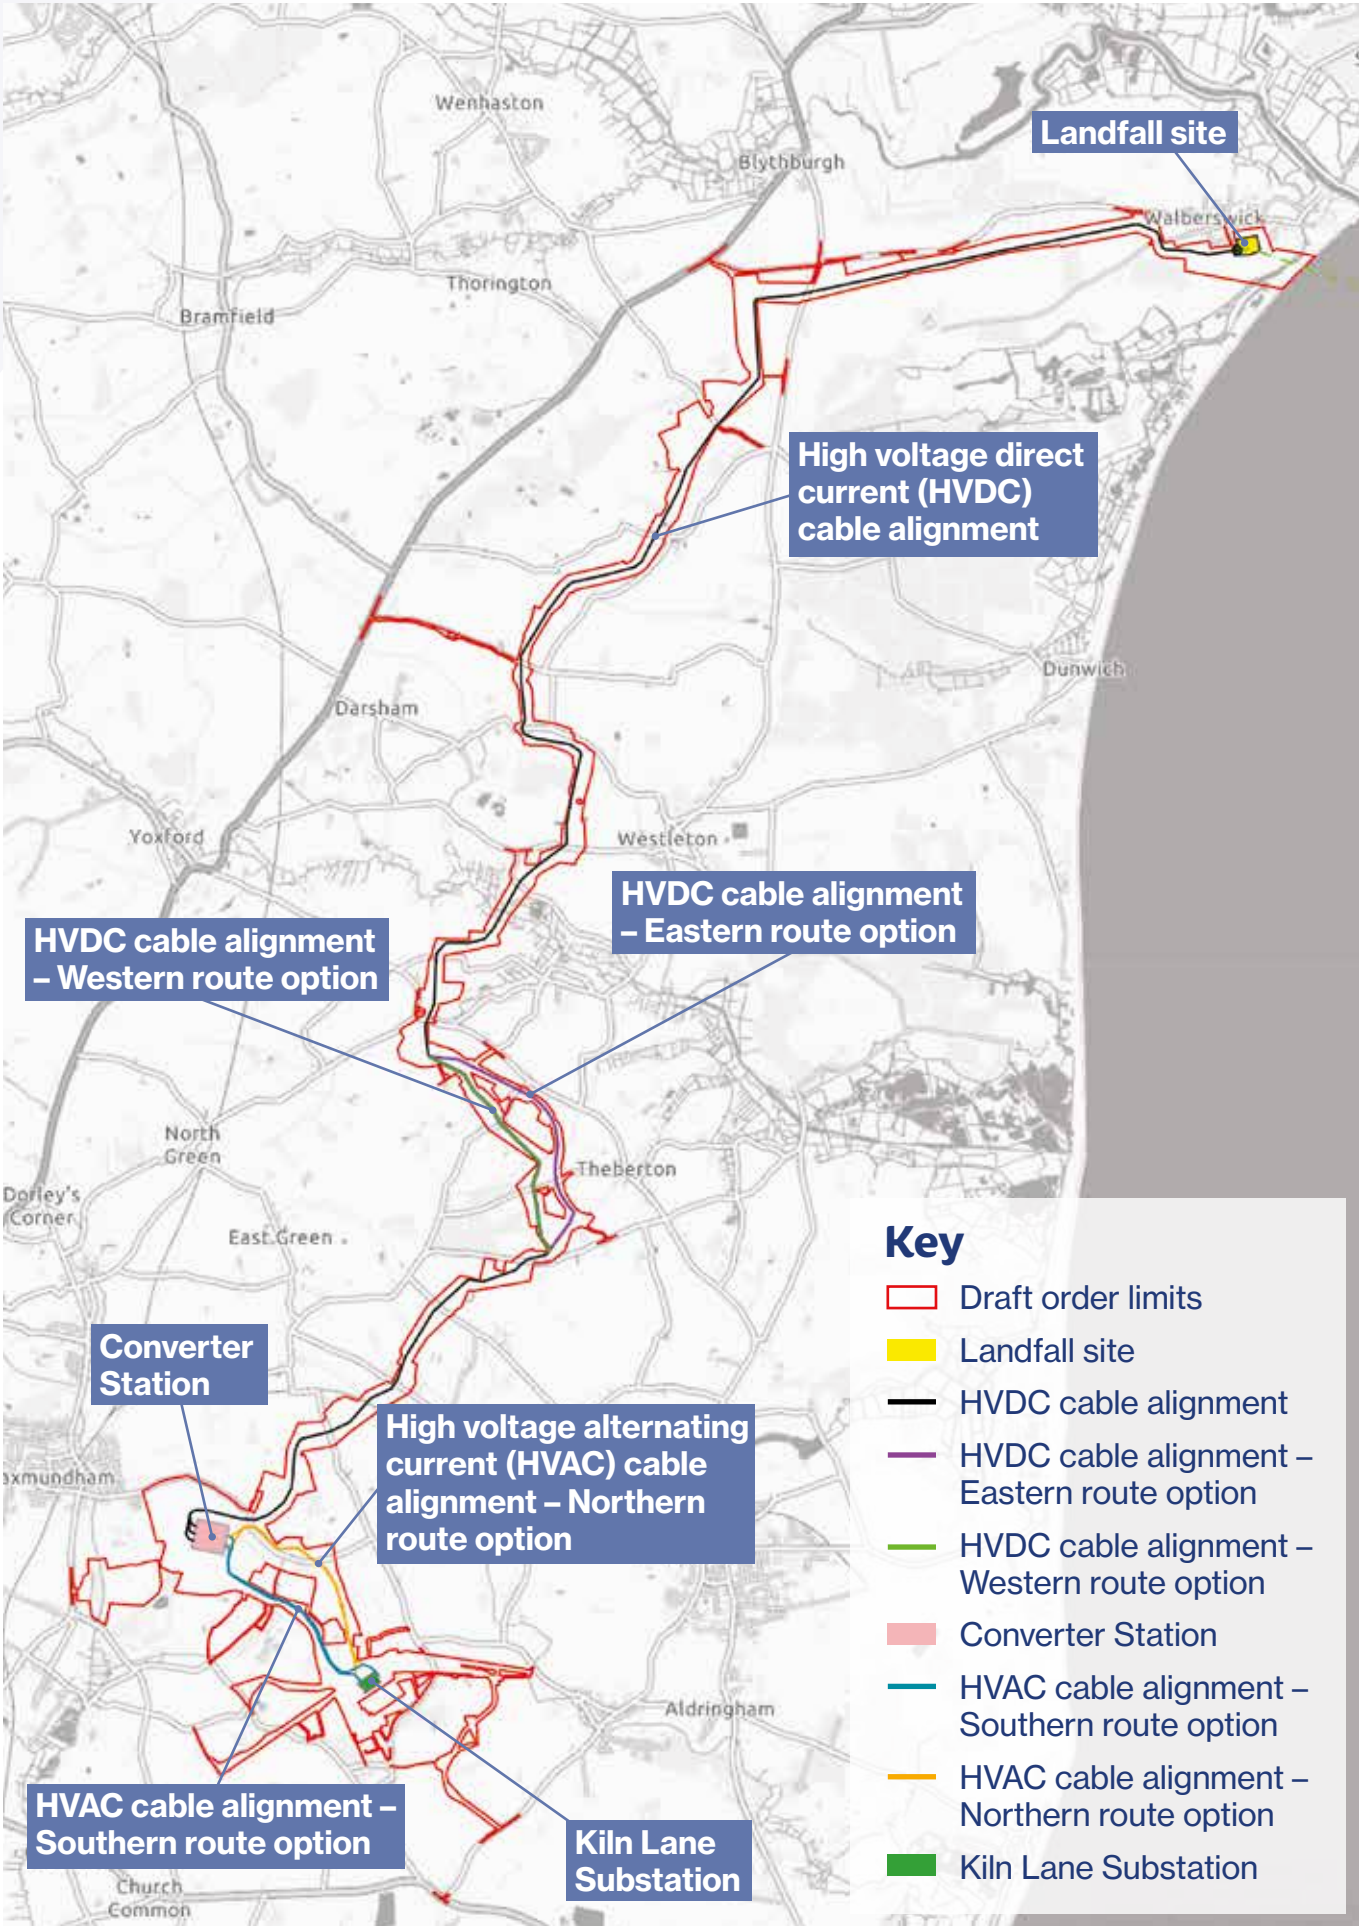 Wenhaston
Landfall site
Blythburgh
Walberswick
Thorington
Bramfield
High voltage direct
current (HVDC)
cable alignment
Dunwich
Darsham
Yoxford
Westleton
HVDC cable alignment
– Eastern route option
HVDC cable alignment
– Western route option
North
Green
Theberton
Dorley's
Corner
East Green
Converter
Station
High voltage alternating
current (HVAC) cable
alignment – Northern
route option
axmundham
Aldringham
HVAC cable alignment –
Southern route option
Kiln Lane
Substation
Church
Common
Key
Draft order limits
Landfall site
HVDC cable alignment
HVDC cable alignment –
Eastern route option
HVDC cable alignment –
Western route option
Converter Station
HVAC cable alignment –
Southern route option
HVAC cable alignment –
Northern route option
Kiln Lane Substation